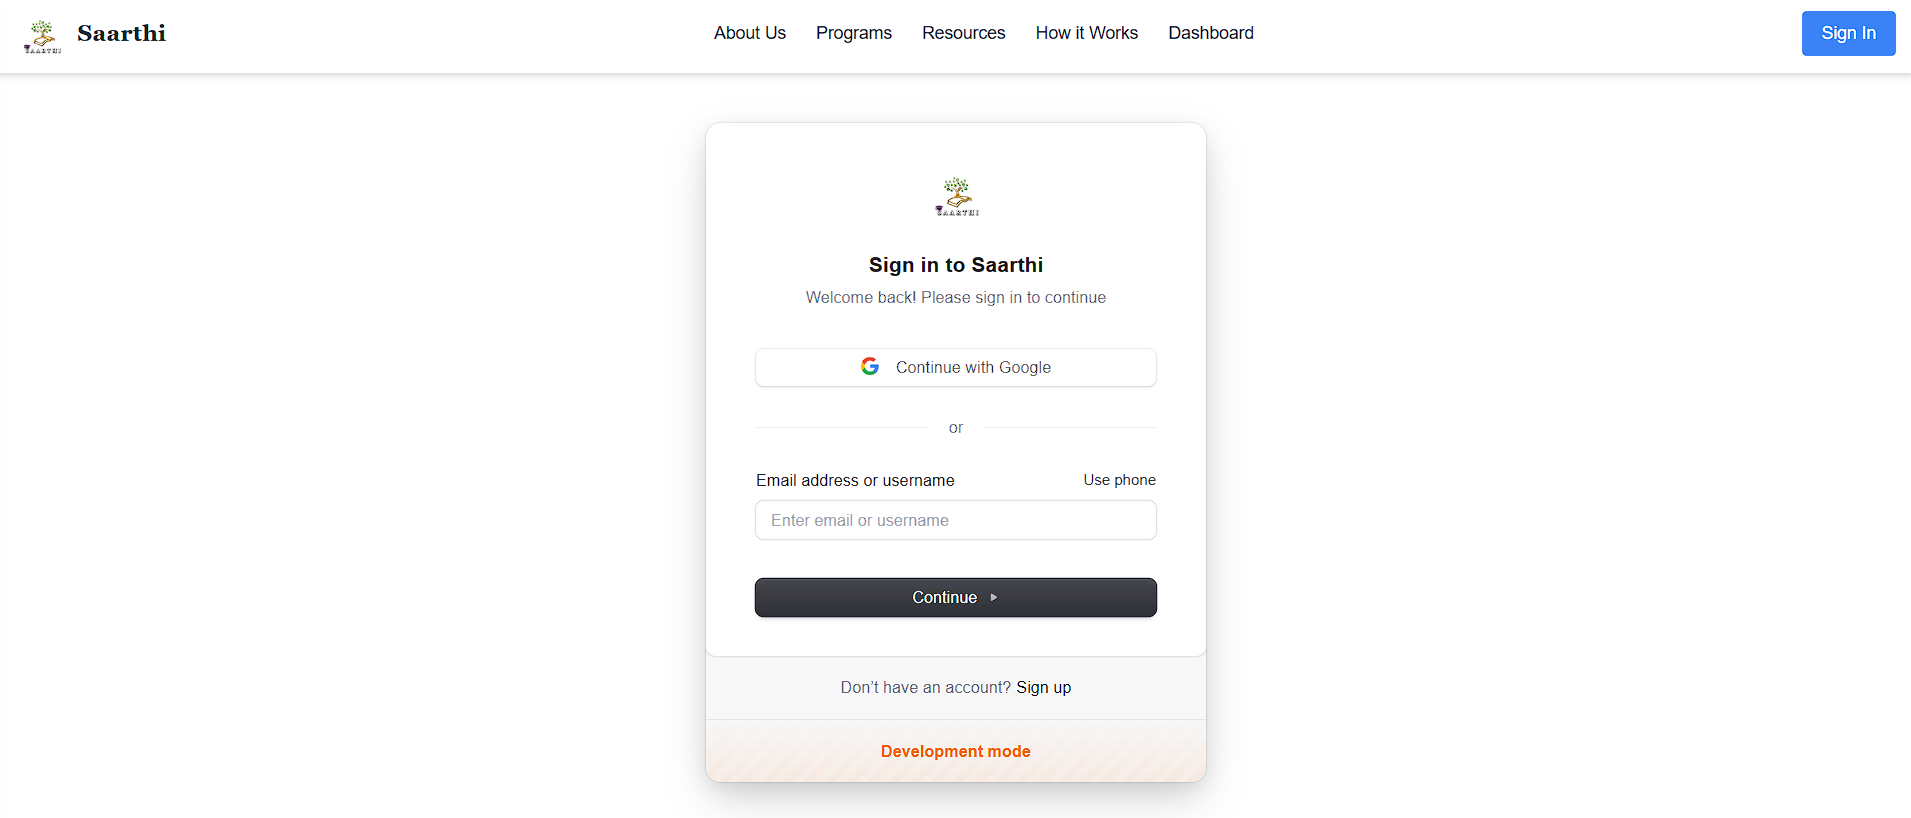 SAARTHI
Saarthi
About Us Programs Resources How it Works Dashboard
Sign In
SAARTHI
Sign in to Saarthi
Welcome back! Please sign in to continue
Continue with Google
or
Email address or username Use phone
Enter email or username
Continue
Don’t have an account? Sign up
Development mode